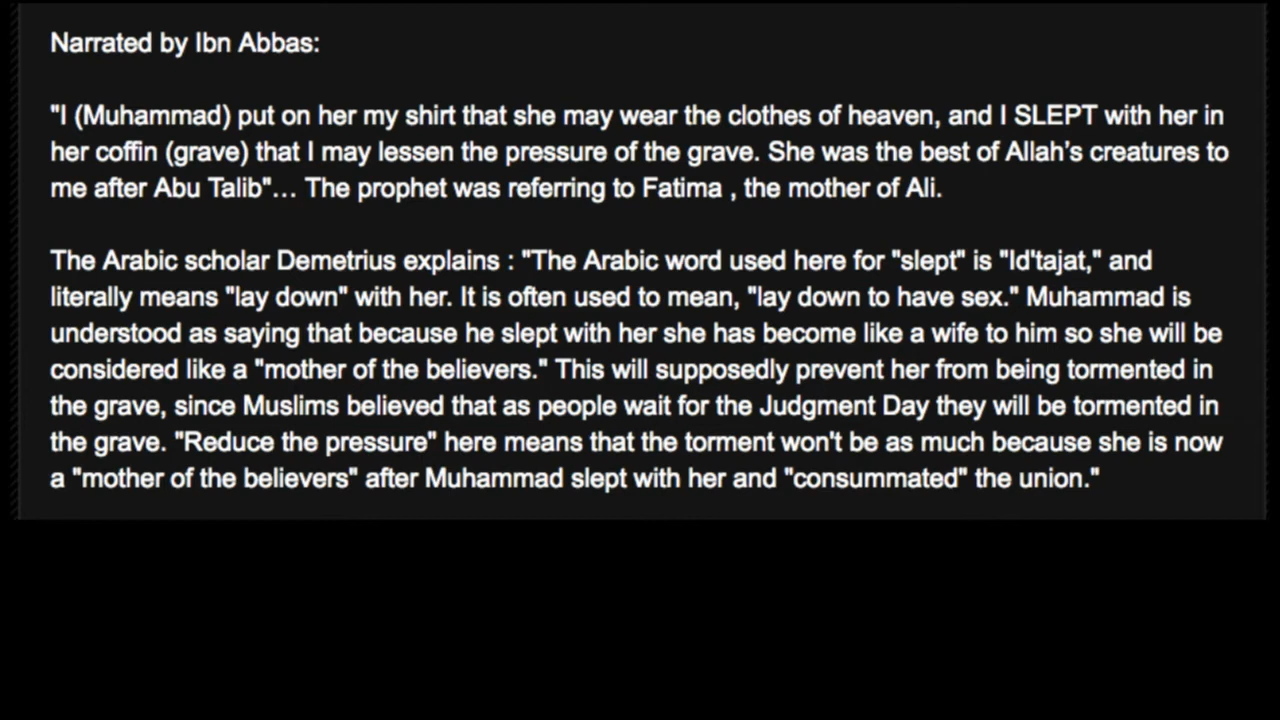 Narrated by Ibn Abbas:
"I (Muhammad) put on her my shirt that she may wear the clothes of heaven, and I SLEPT with her in
her coffin (grave) that I may lessen the pressure of the grave. She was the best of Allah's creatures to
me after Abu Talib"... The prophet was referring to Fatima , the mother of Ali.
The Arabic scholar Demetrius explains : "The Arabic word used here for "slept" is "Id'tajat," and
literally means "lay down" with her. It is often used to mean, "lay down to have sex." Muhammad is
understood as saying that because he slept with her she has become like a wife to him so she will be
considered like a "mother of the believers." This will supposedly prevent her from being tormented in
the grave, since Muslims believed that as people wait for the Judgment Day they will be tormented in
the grave. "Reduce the pressure" here means that the torment won't be as much because she is now
a "mother of the believers" after Muhammad slept with her and "consummated" the union."